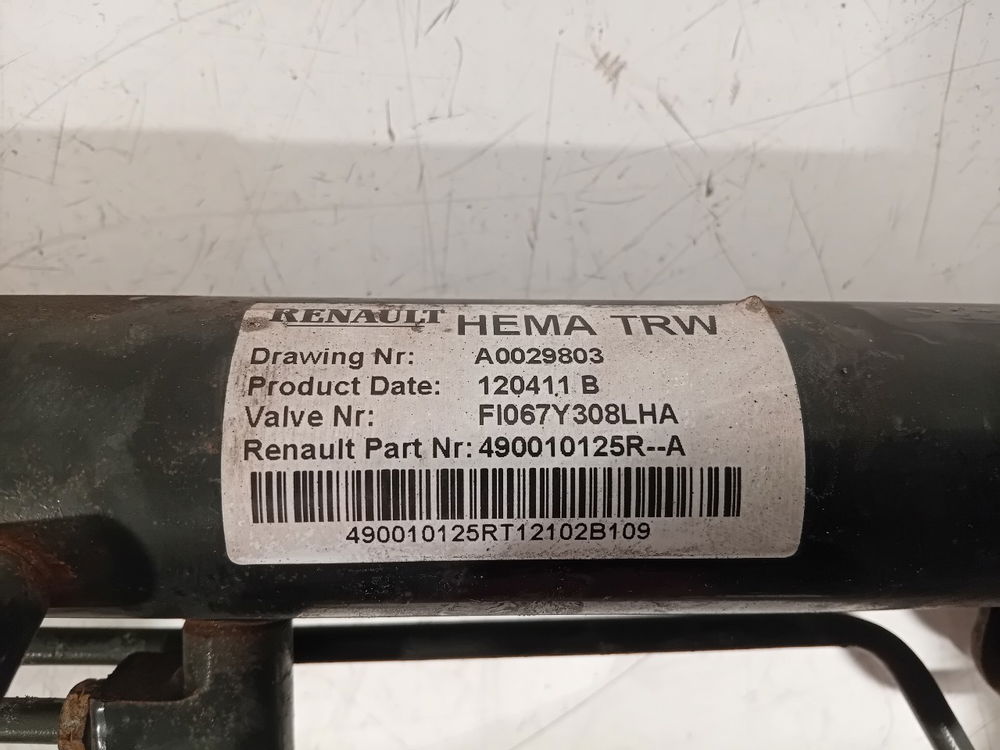 RENAULT HEMA TRW
Drawing Nr: A0029803
Product Date: 120411 B
Valve Nr: FI067Y308LHA
Renault Part Nr: 490010125R--A
490010125RT12102B109